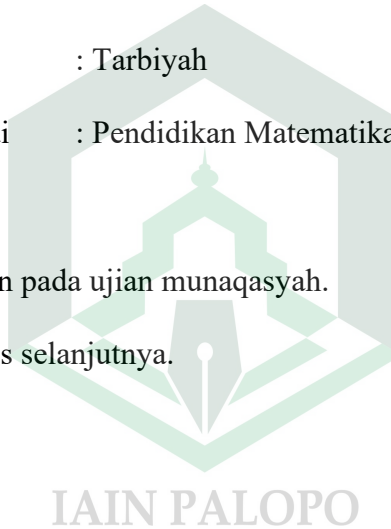 : Tarbiyah
i : Pendidikan Matematika
n pada ujian munaqasyah.
s selanjutnya.
IAIN PALOPO